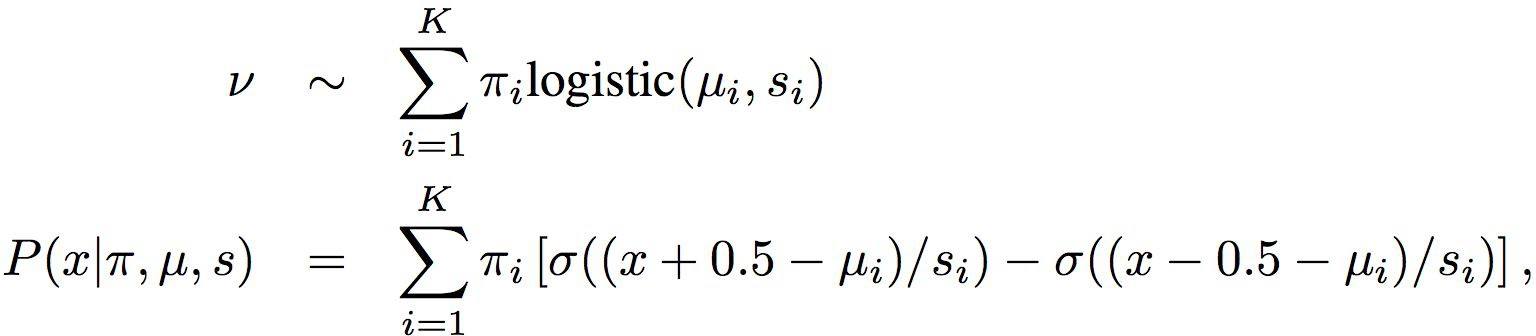 ν ∼ ∑_{i=1}^{K} π_i logistic(μ_i, s_i)
P(x|π, μ, s) = ∑_{i=1}^{K} π_i [σ((x + 0.5 − μ_i)/s_i) − σ((x − 0.5 − μ_i)/s_i)] ,